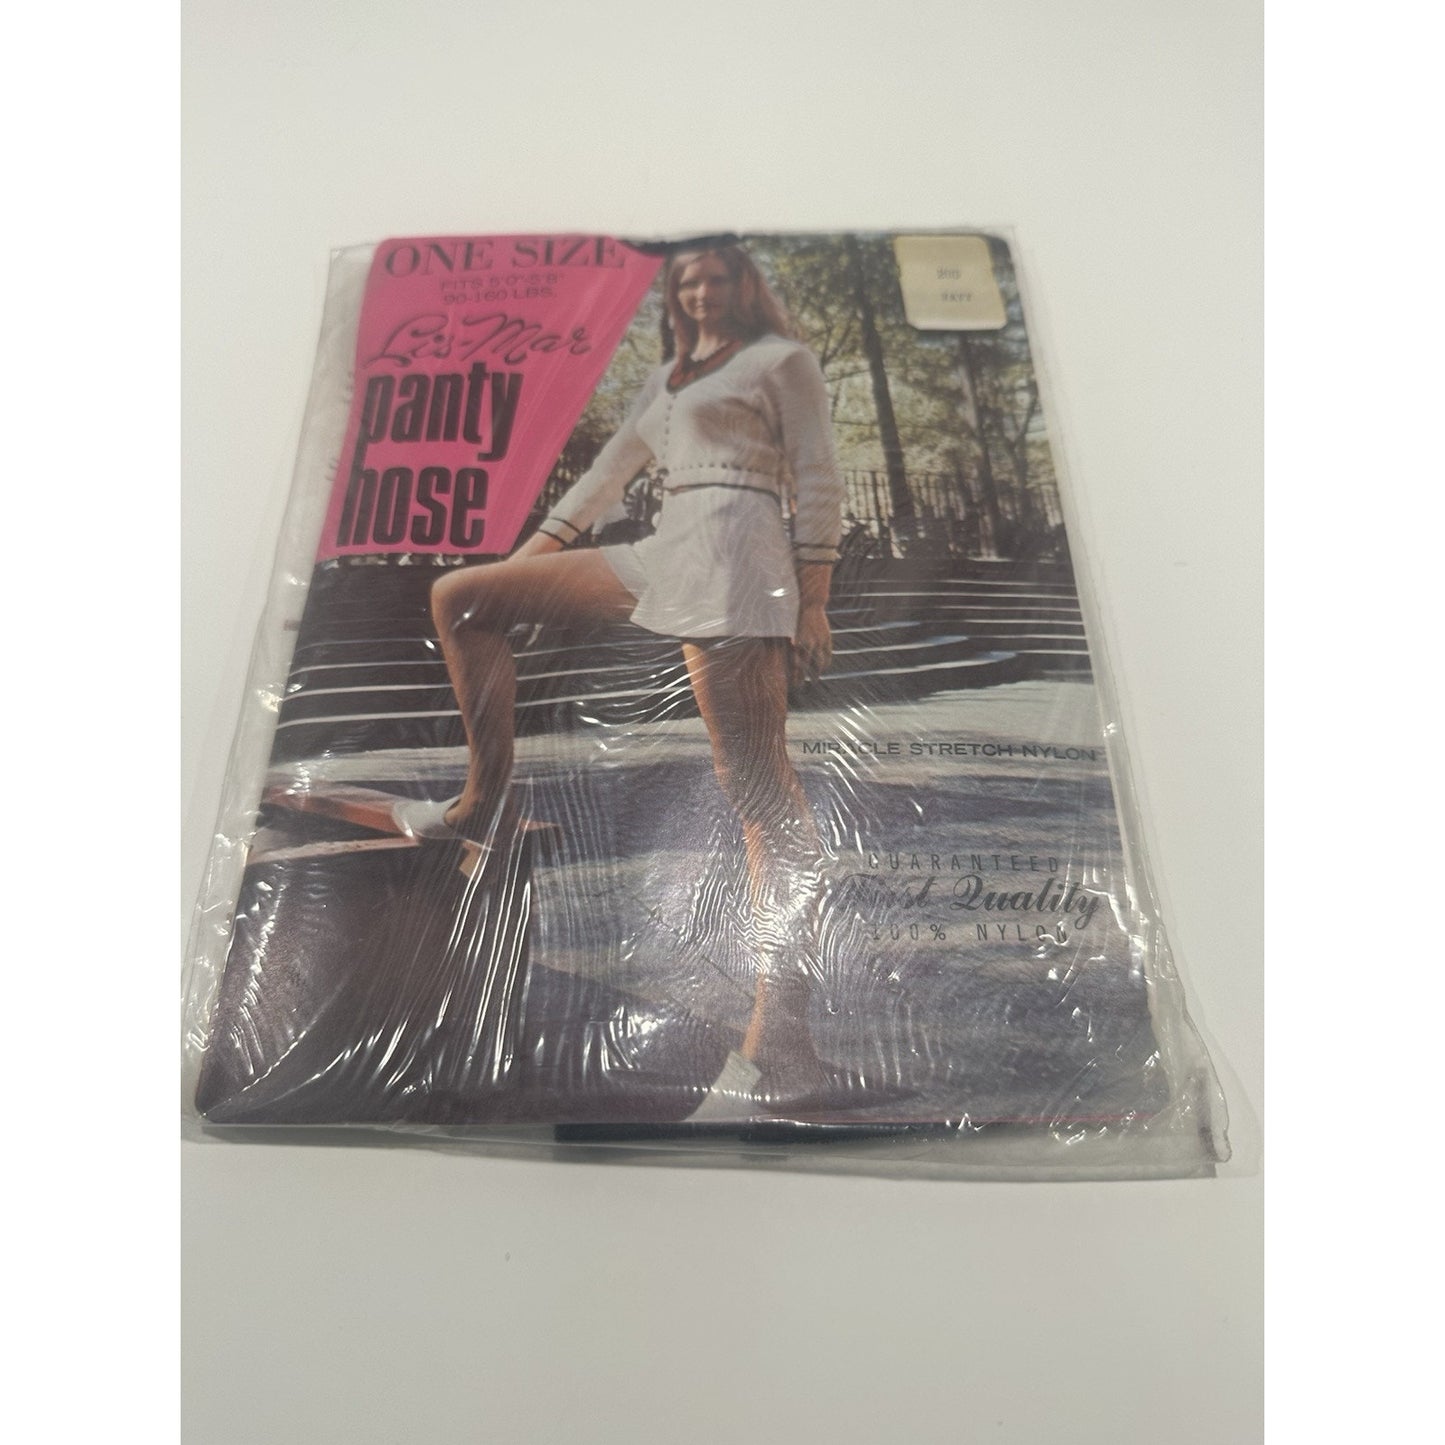 ONE SIZE
FITS 5'0"-5'8"
90-160 LBS.
Lis-Mar
panty
hose
NAVY
MIRACLE STRETCH NYLON
GUARANTEED
First Quality
100% NYLON